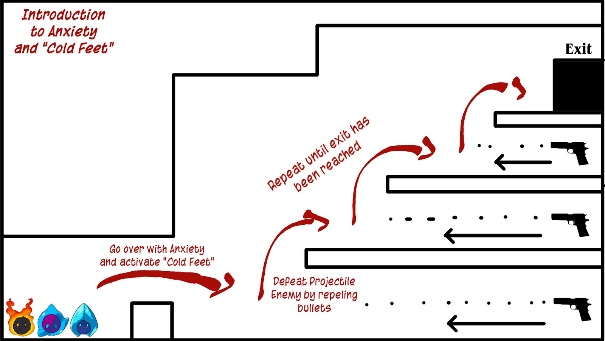 Introduction
to Anxiety
and "Cold Feet"
Exit
Repeat until exit has
been reached
Go over with Anxiety
and activate "Cold Feet"
Defeat Projectile
Enemy by repeling
bullets